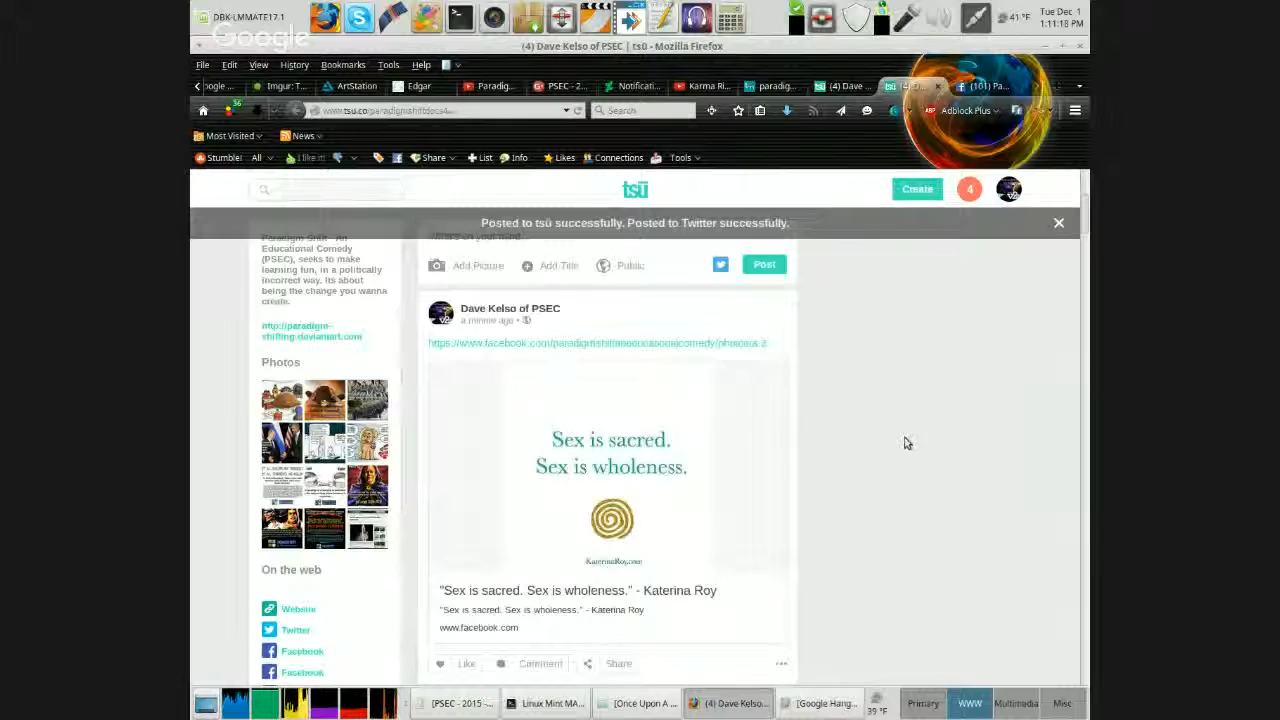 DBK-LMMATE17.1
Google
41 °F
Tue Dec 1
1:11:18 PM
(4) Dave Kelso of PSEC | tsū - Mozilla Firefox
File Edit View History Bookmarks Tools Help
ogle ... Imgur: T... ArtStation Edgar Paradig... PSEC - 2... Notificati... Karma Ri... paradig... (4) Dave ... (101) Pa...
36
Search
Adblock Plus
Most Visited News
Stumble! All I like it! Share List Info Likes Connections Tools
tsū
Create
4
Posted to tsū successfully. Posted to Twitter successfully.
Paradigm Shift - An
Educational Comedy
(PSEC), seeks to make
learning fun, in a politically
incorrect way. Its about
being the change you wanna
create.
http://paradigm-
shifting.deviantart.com
Photos
On the web
Website
Twitter
Facebook
Facebook
Add Picture Add Title Public Post
Dave Kelso of PSEC
a minute ago
Sex is sacred.
Sex is wholeness.
KaterinaRoy.com
"Sex is sacred. Sex is wholeness." - Katerina Roy
"Sex is sacred. Sex is wholeness." - Katerina Roy
www.facebook.com
Like Comment Share
[PSEC - 2015 -... Linux Mint MA... [Once Upon A ... (4) Dave Kelso... [Google Hang... 39 °F Primary WWW Multimedia Misc